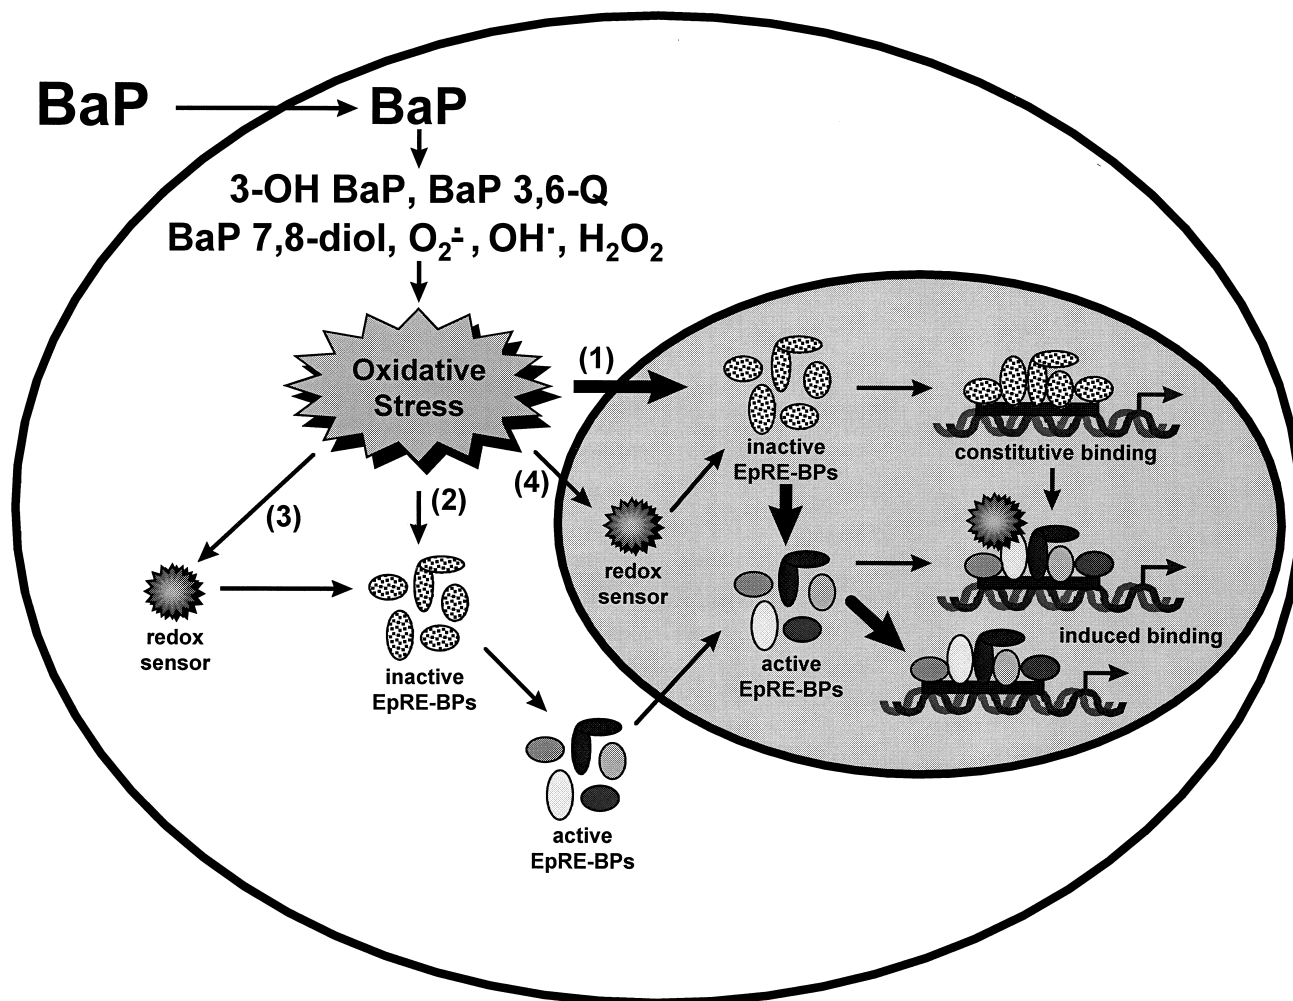 BaP
BaP
3-OH BaP, BaP 3,6-Q
BaP 7,8-diol, O₂∸, OH˙, H₂O₂
Oxidative
Stress
(1)
(2)
(3)
(4)
inactive
EpRE-BPs
constitutive binding
redox
sensor
active
EpRE-BPs
induced binding
redox
sensor
inactive
EpRE-BPs
active
EpRE-BPs